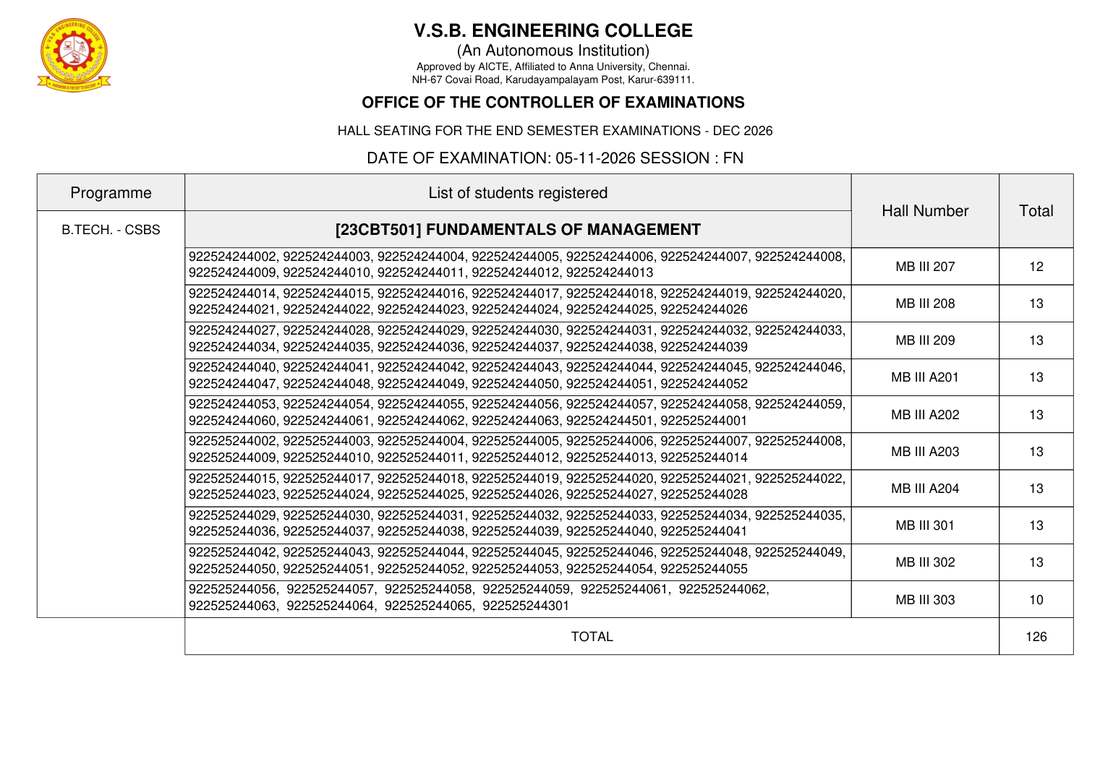 V.S.B. ENGINEERING COLLEGE
(An Autonomous Institution)
Approved by AICTE, Affiliated to Anna University, Chennai.
NH-67 Covai Road, Karudayampalayam Post, Karur-639111.
OFFICE OF THE CONTROLLER OF EXAMINATIONS
HALL SEATING FOR THE END SEMESTER EXAMINATIONS - DEC 2026
DATE OF EXAMINATION: 05-11-2026 SESSION : FN
Programme List of students registered Hall Number Total
B.TECH. - CSBS [23CBT501] FUNDAMENTALS OF MANAGEMENT
922524244002, 922524244003, 922524244004, 922524244005, 922524244006, 922524244007, 922524244008,
922524244009, 922524244010, 922524244011, 922524244012, 922524244013
MB III 207 12
922524244014, 922524244015, 922524244016, 922524244017, 922524244018, 922524244019, 922524244020,
922524244021, 922524244022, 922524244023, 922524244024, 922524244025, 922524244026
MB III 208 13
922524244027, 922524244028, 922524244029, 922524244030, 922524244031, 922524244032, 922524244033,
922524244034, 922524244035, 922524244036, 922524244037, 922524244038, 922524244039
MB III 209 13
922524244040, 922524244041, 922524244042, 922524244043, 922524244044, 922524244045, 922524244046,
922524244047, 922524244048, 922524244049, 922524244050, 922524244051, 922524244052
MB III A201 13
922524244053, 922524244054, 922524244055, 922524244056, 922524244057, 922524244058, 922524244059,
922524244060, 922524244061, 922524244062, 922524244063, 922524244501, 922525244001
MB III A202 13
922525244002, 922525244003, 922525244004, 922525244005, 922525244006, 922525244007, 922525244008,
922525244009, 922525244010, 922525244011, 922525244012, 922525244013, 922525244014
MB III A203 13
922525244015, 922525244017, 922525244018, 922525244019, 922525244020, 922525244021, 922525244022,
922525244023, 922525244024, 922525244025, 922525244026, 922525244027, 922525244028
MB III A204 13
922525244029, 922525244030, 922525244031, 922525244032, 922525244033, 922525244034, 922525244035,
922525244036, 922525244037, 922525244038, 922525244039, 922525244040, 922525244041
MB III 301 13
922525244042, 922525244043, 922525244044, 922525244045, 922525244046, 922525244048, 922525244049,
922525244050, 922525244051, 922525244052, 922525244053, 922525244054, 922525244055
MB III 302 13
922525244056, 922525244057, 922525244058, 922525244059, 922525244061, 922525244062,
922525244063, 922525244064, 922525244065, 922525244301
MB III 303 10
TOTAL 126